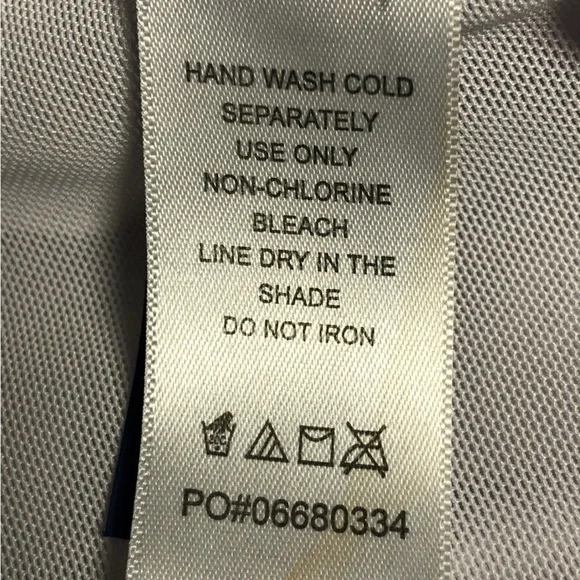 HAND WASH COLD
SEPARATELY
USE ONLY
NON-CHLORINE
BLEACH
LINE DRY IN THE
SHADE
DO NOT IRON
PO#06680334